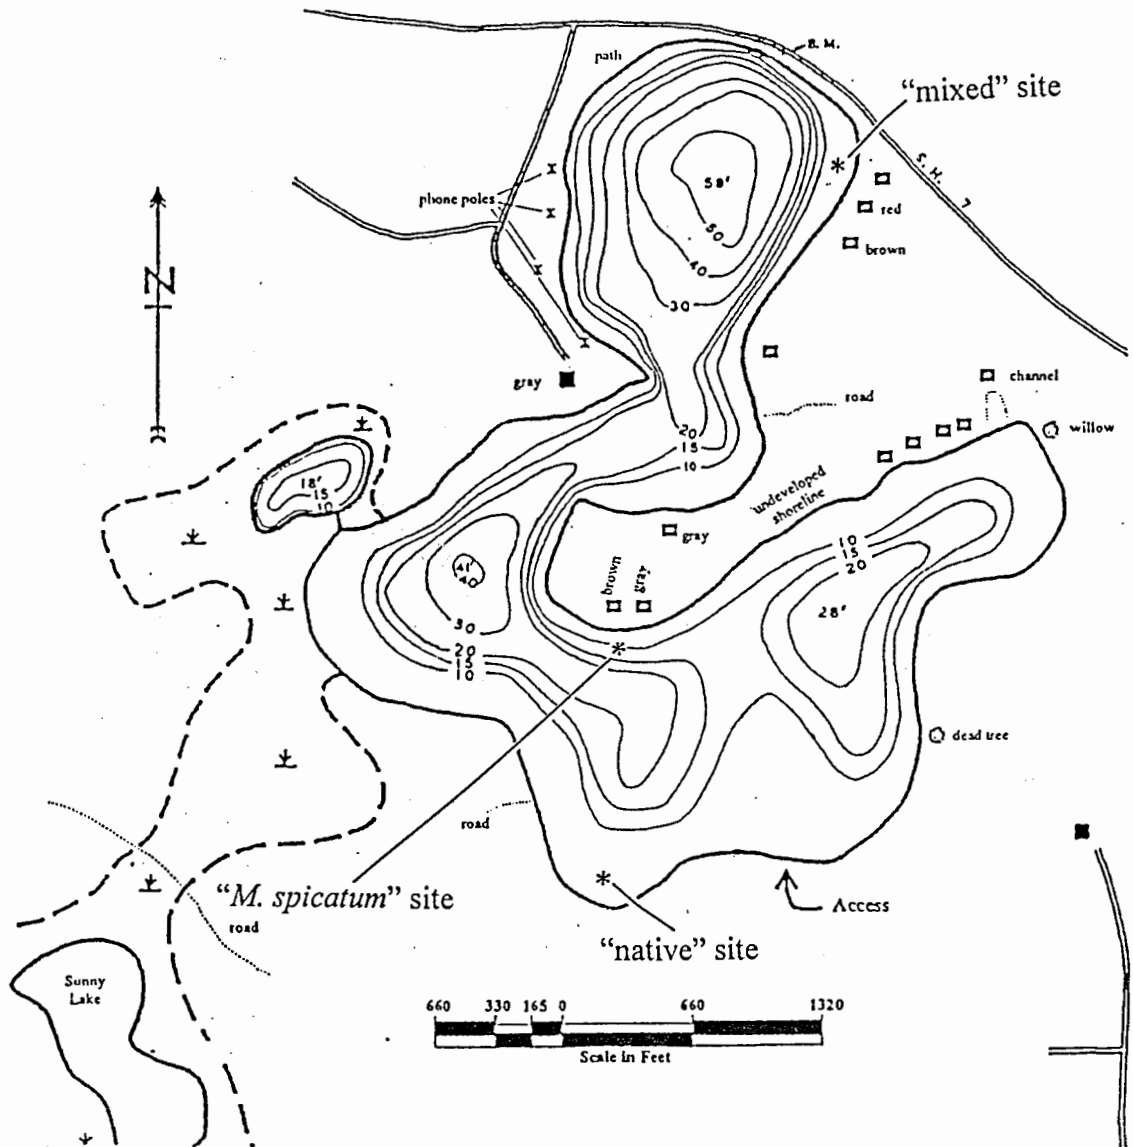 path
B. M.
"mixed" site
S. H. 7
phone poles
58'
red
50
brown
40
30
N
gray
channel
road
willow
20
15
10
undeveloped
shoreline
18'
15
10
gray
10
15
20
41'
40
brown
gray
28'
30
20
15
10
dead tree
road
"M. spicatum" site
Access
road
"native" site
Sunny
Lake
660 330 165 0 660 1320
Scale in Feet